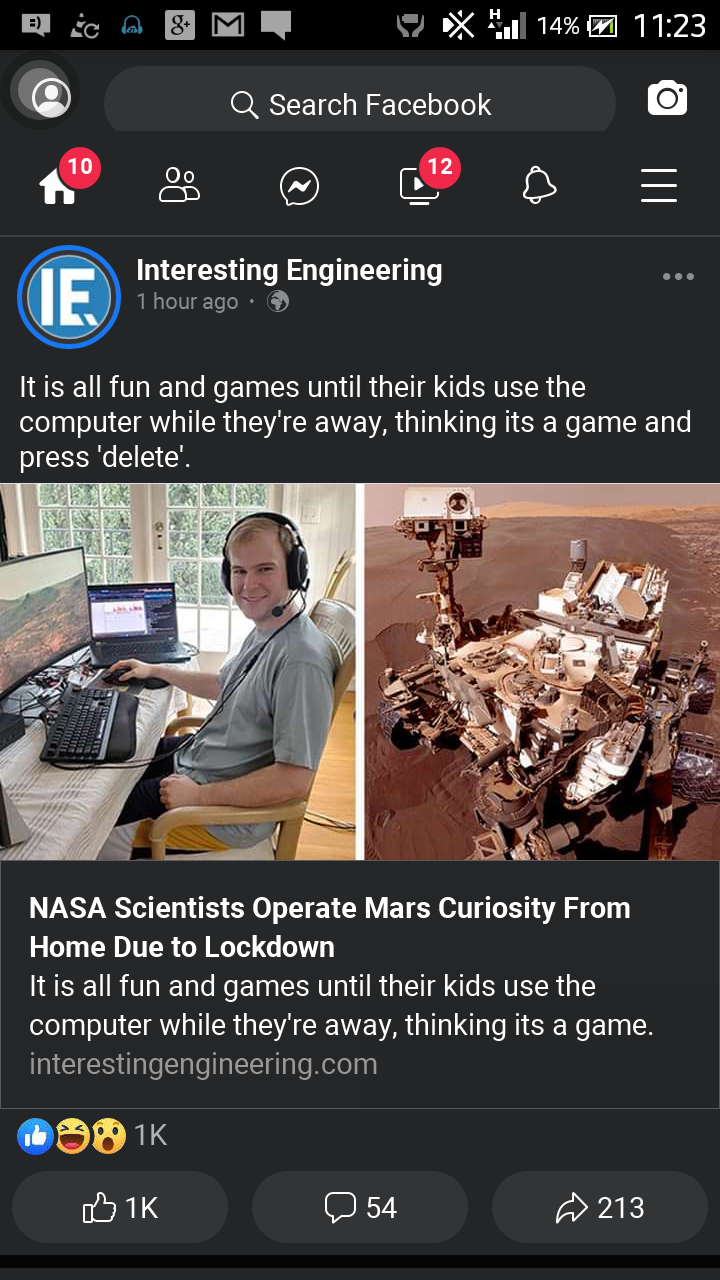 H
14%
11:23
g+
Search Facebook
10
12
IE
Interesting Engineering
1 hour ago ·
It is all fun and games until their kids use the
computer while they're away, thinking its a game and
press 'delete'.
NASA Scientists Operate Mars Curiosity From
Home Due to Lockdown
It is all fun and games until their kids use the
computer while they're away, thinking its a game.
interestingengineering.com
1K
1K
54
213